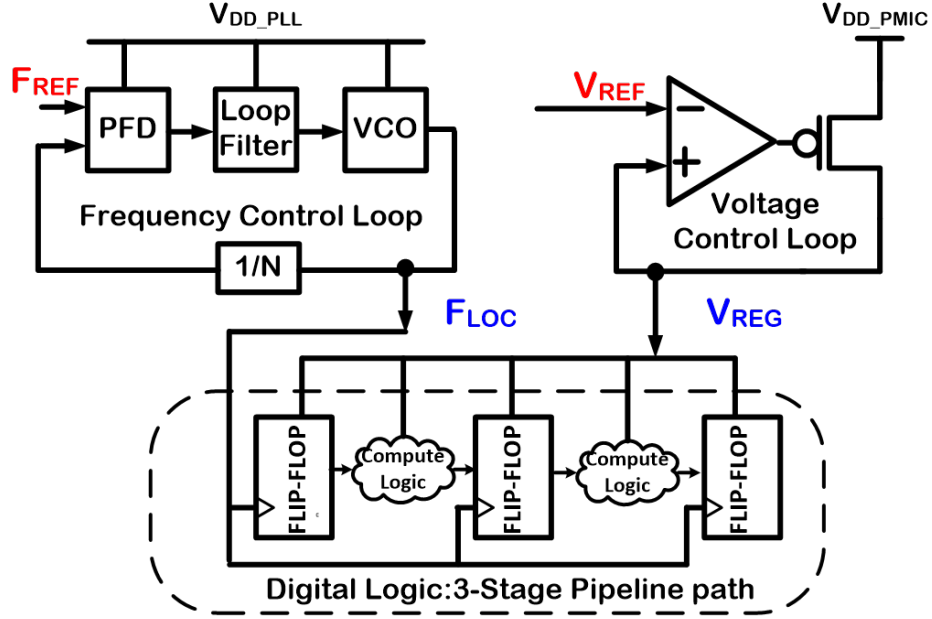 VDD_PLL
VDD_PMIC
FREF
PFD
Loop
Filter
VCO
VREF
−
+
Frequency Control Loop
Voltage
Control Loop
1/N
FLOC
VREG
FLIP-FLOP
Compute
Logic
FLIP-FLOP
Compute
Logic
FLIP-FLOP
c
Digital Logic:3-Stage Pipeline path